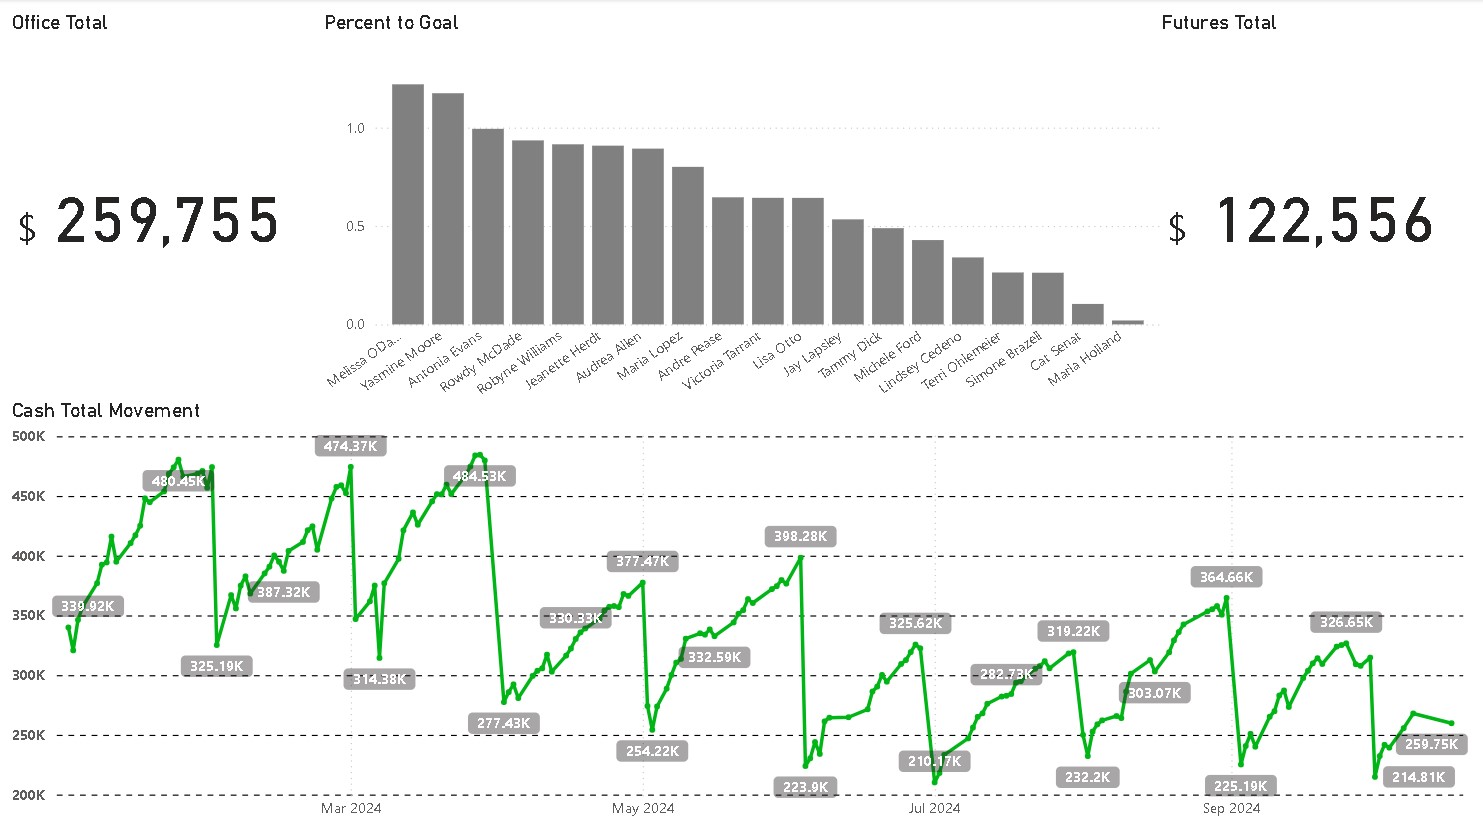 Office Total
Percent to Goal
Futures Total
$ 259,755
1.0
0.5
0.0
Melissa ODa...
Yasmine Moore
Antonia Evans
Rowdy McDade
Robyne Williams
Jeanette Herdt
Audrea Allen
Maria Lopez
Andre Pease
Victoria Tarrant
Lisa Otto
Jay Lapsley
Tammy Dick
Michele Ford
Lindsey Cedeno
Terri Ohlemeier
Simone Brazell
Cat Senat
Maria Holland
$ 122,556
Cash Total Movement
500K
450K
400K
350K
300K
250K
200K
339.92K
480.45K
325.19K
387.32K
474.37K
314.38K
484.53K
277.43K
330.33K
377.47K
254.22K
332.59K
398.28K
223.9K
325.62K
210.17K
282.73K
319.22K
232.2K
303.07K
364.66K
225.19K
326.65K
214.81K
259.75K
Mar 2024
May 2024
Jul 2024
Sep 2024